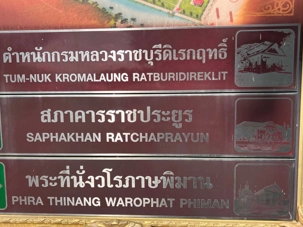 ตำหนักกรมหลวงราชบุรีดิเรกฤทธิ์
TUM-NUK KROMALAUNG RATBURIDIREKLIT
สภาคารราชประยูร
SAPHAKHAN RATCHAPRAYUN
พระที่นั่งวโรภาษพิมาน
PHRA THINANG WAROPHAT PHIMAN